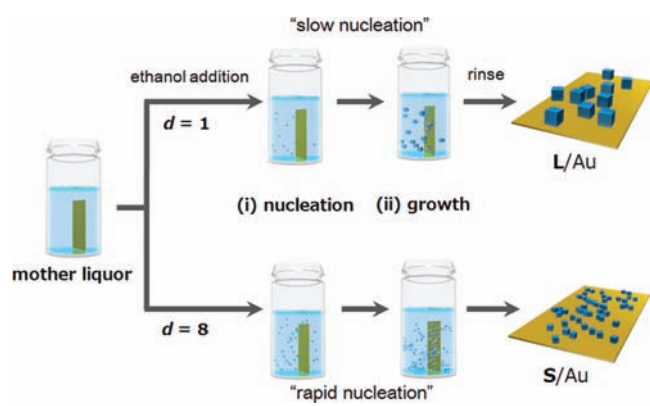 “slow nucleation”
ethanol addition
rinse
d = 1
L/Au
(i) nucleation
(ii) growth
mother liquor
d = 8
S/Au
“rapid nucleation”